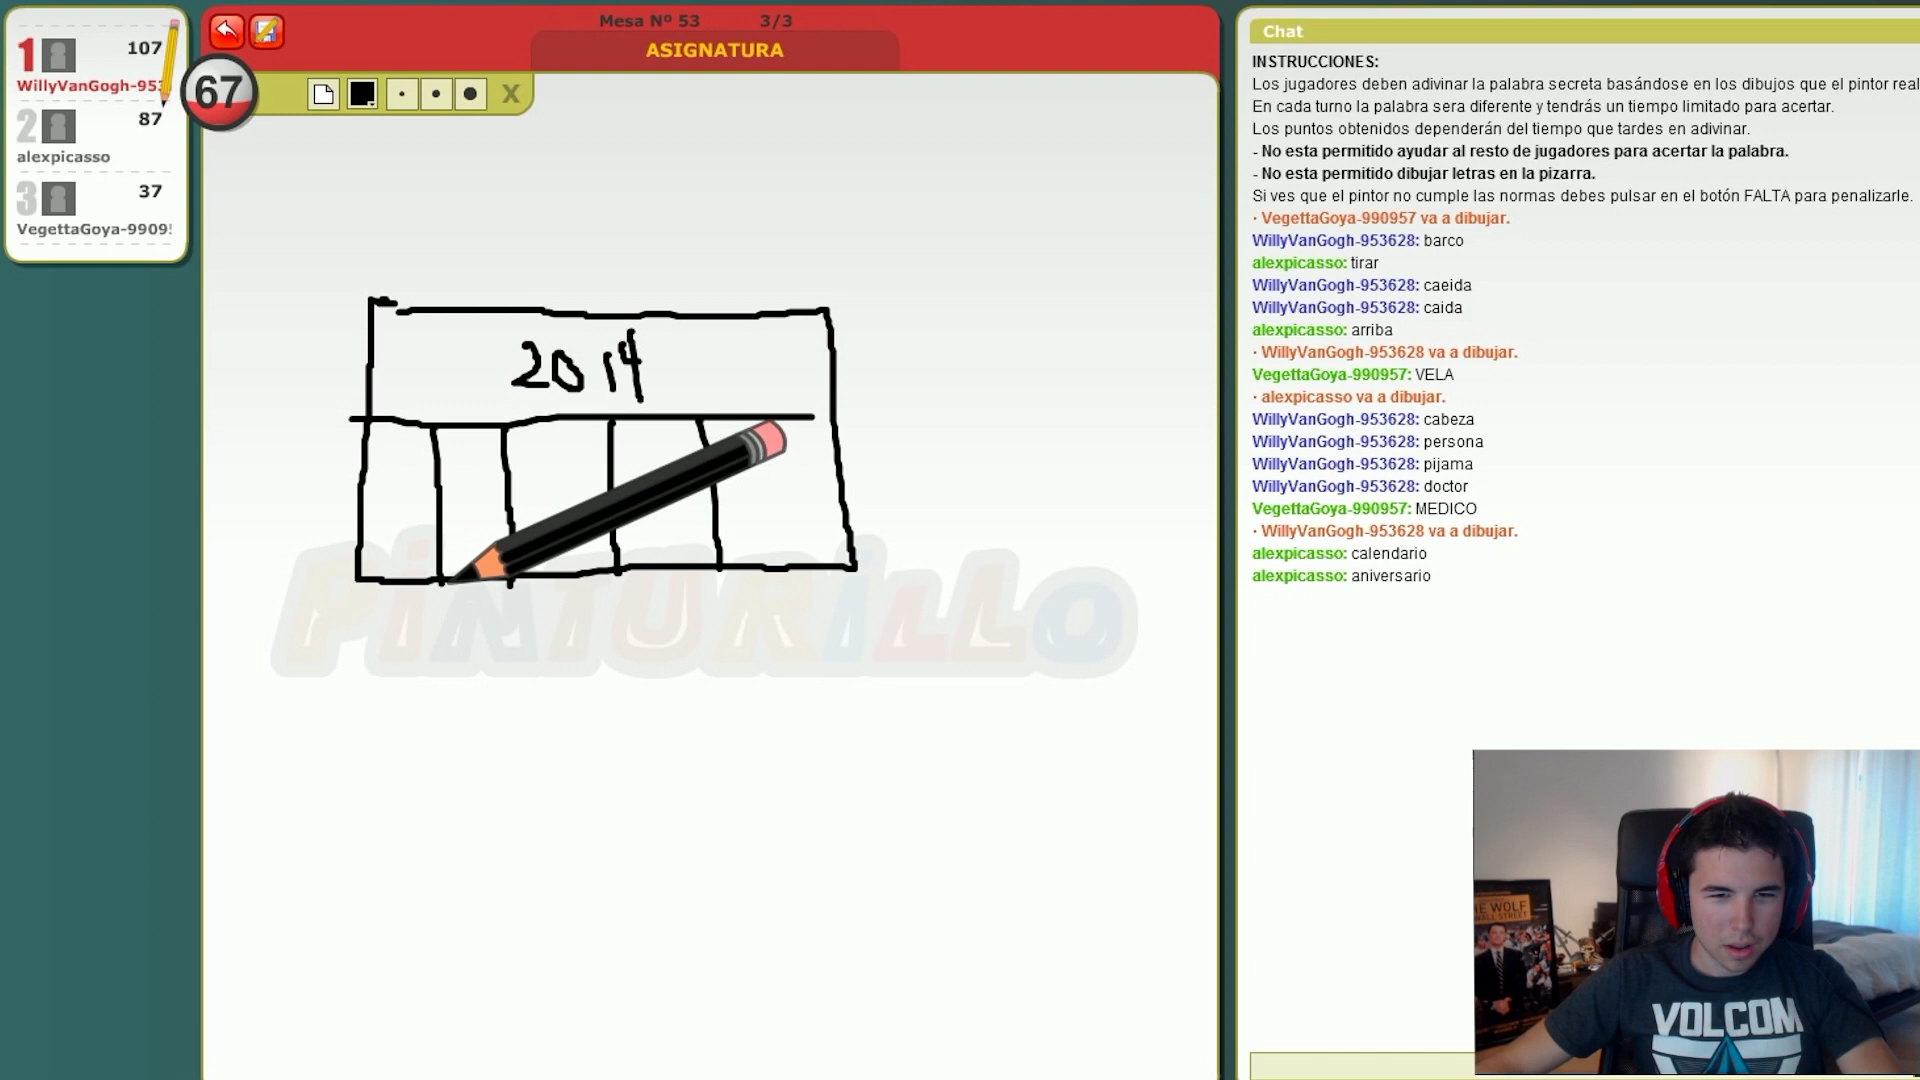 1 107
WillyVanGogh-953
2 87
alexpicasso
3 37
VegettaGoya-9909
Mesa Nº 53 3/3
ASIGNATURA
67
X
2014
PINTURILLO
Chat
INSTRUCCIONES:
Los jugadores deben adivinar la palabra secreta basándose en los dibujos que el pintor real
En cada turno la palabra sera diferente y tendrás un tiempo limitado para acertar.
Los puntos obtenidos dependerán del tiempo que tardes en adivinar.
- No esta permitido ayudar al resto de jugadores para acertar la palabra.
- No esta permitido dibujar letras en la pizarra.
Si ves que el pintor no cumple las normas debes pulsar en el botón FALTA para penalizarle.
· VegettaGoya-990957 va a dibujar.
WillyVanGogh-953628: barco
alexpicasso: tirar
WillyVanGogh-953628: caeida
WillyVanGogh-953628: caida
alexpicasso: arriba
· WillyVanGogh-953628 va a dibujar.
VegettaGoya-990957: VELA
· alexpicasso va a dibujar.
WillyVanGogh-953628: cabeza
WillyVanGogh-953628: persona
WillyVanGogh-953628: pijama
WillyVanGogh-953628: doctor
VegettaGoya-990957: MEDICO
· WillyVanGogh-953628 va a dibujar.
alexpicasso: calendario
alexpicasso: aniversario
HE WOLF
WALL STREET
VOLCOM